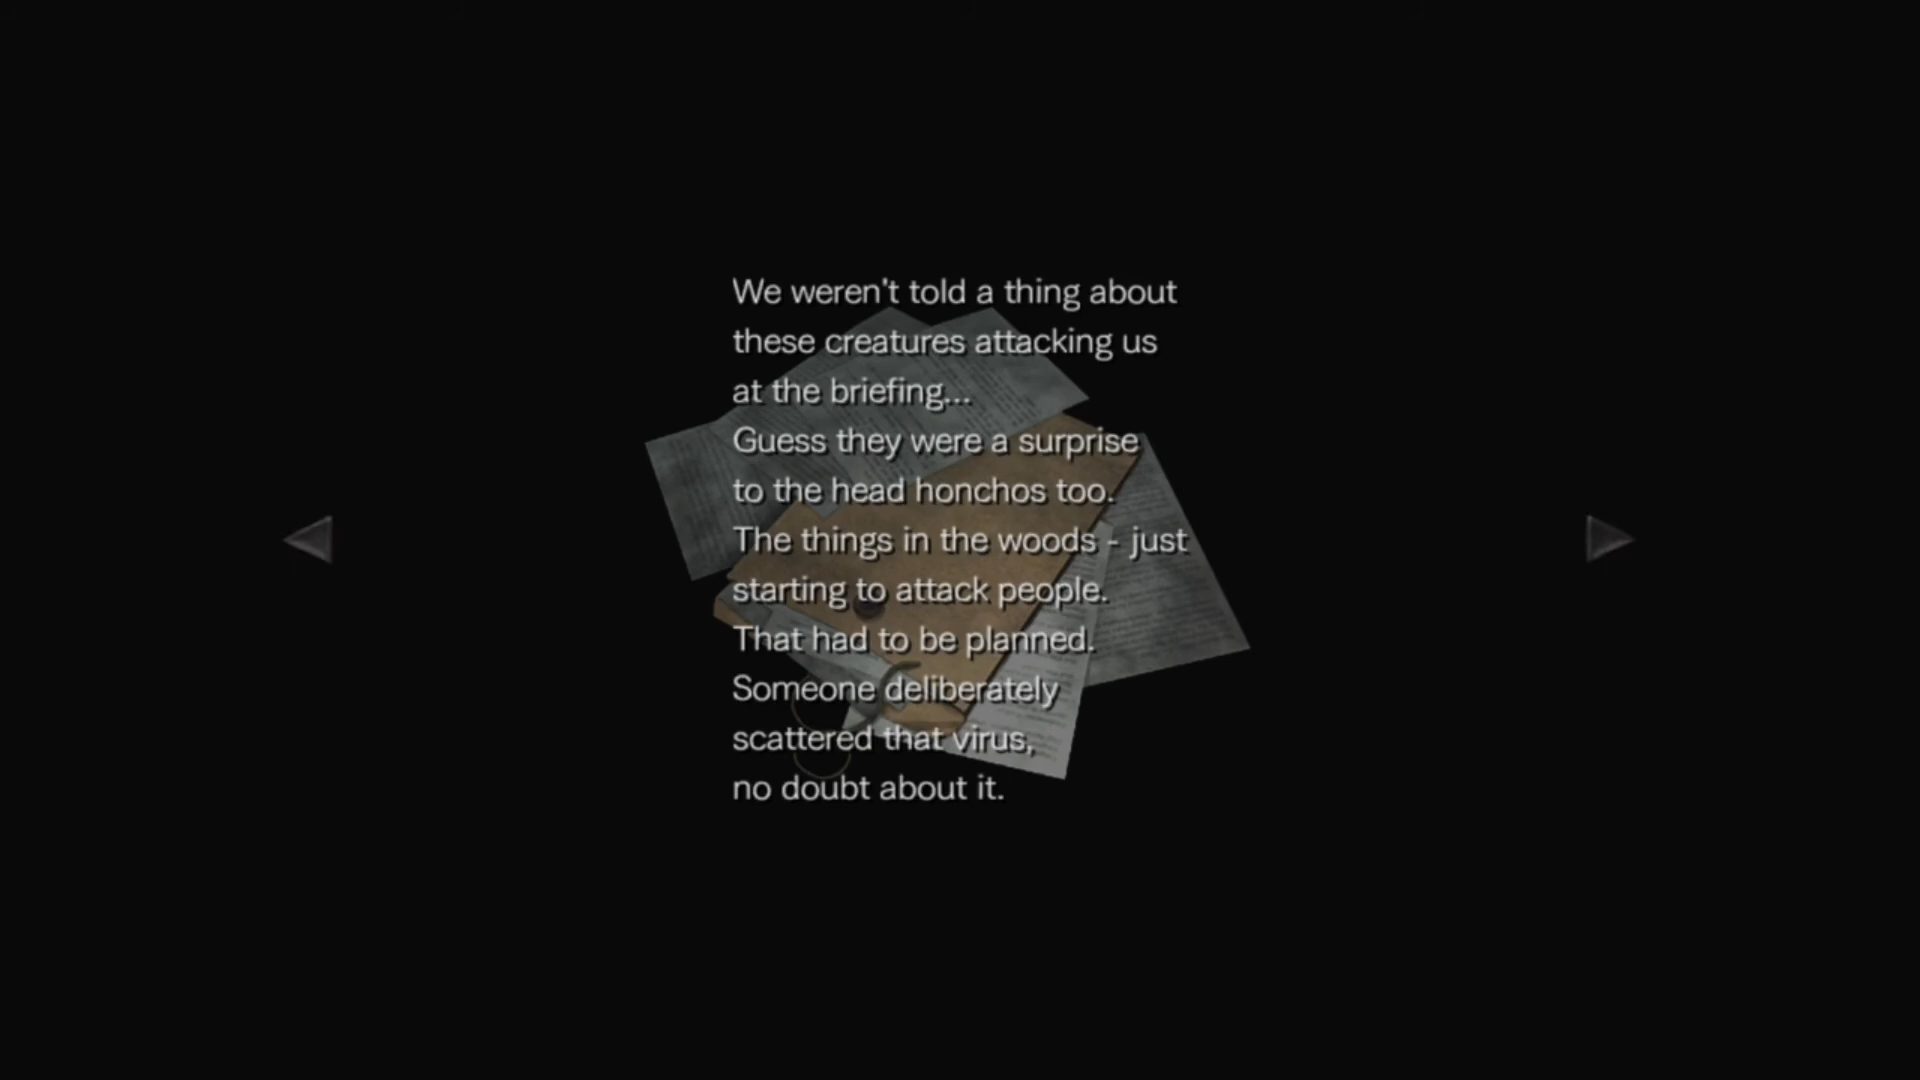 We weren't told a thing about
these creatures attacking us
at the briefing...
Guess they were a surprise
to the head honchos too.
The things in the woods - just
starting to attack people.
That had to be planned.
Someone deliberately
scattered that virus,
no doubt about it.